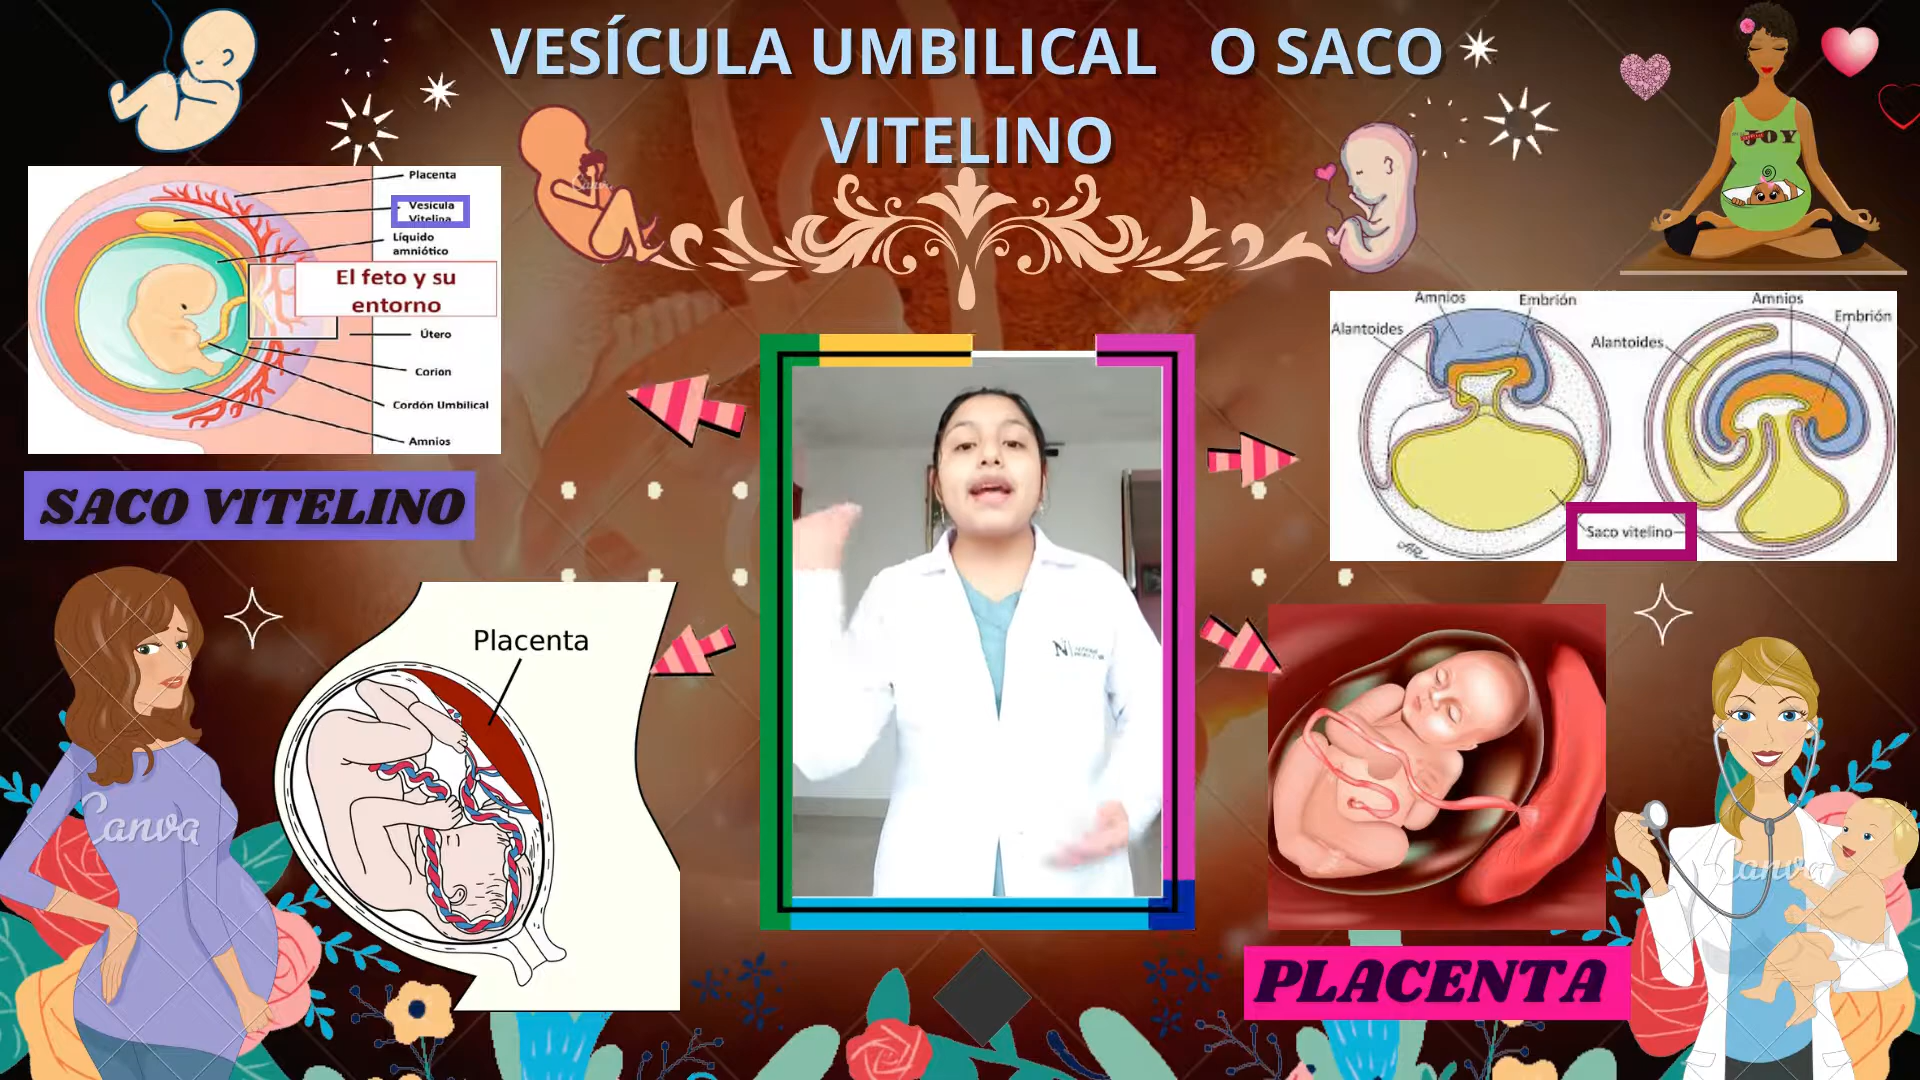 VESÍCULA UMBILICAL O SACO
VITELINO
JOY
Placenta
Vesícula
Vitelina
Líquido
amniótico
El feto y su
entorno
Útero
Corion
Cordón Umbilical
Amnios
SACO VITELINO
Amnios
Embrión
Alantoides
Amnios
Embrión
Alantoides
Saco vitelino
Placenta
PLACENTA
Canva
Canva
Canva